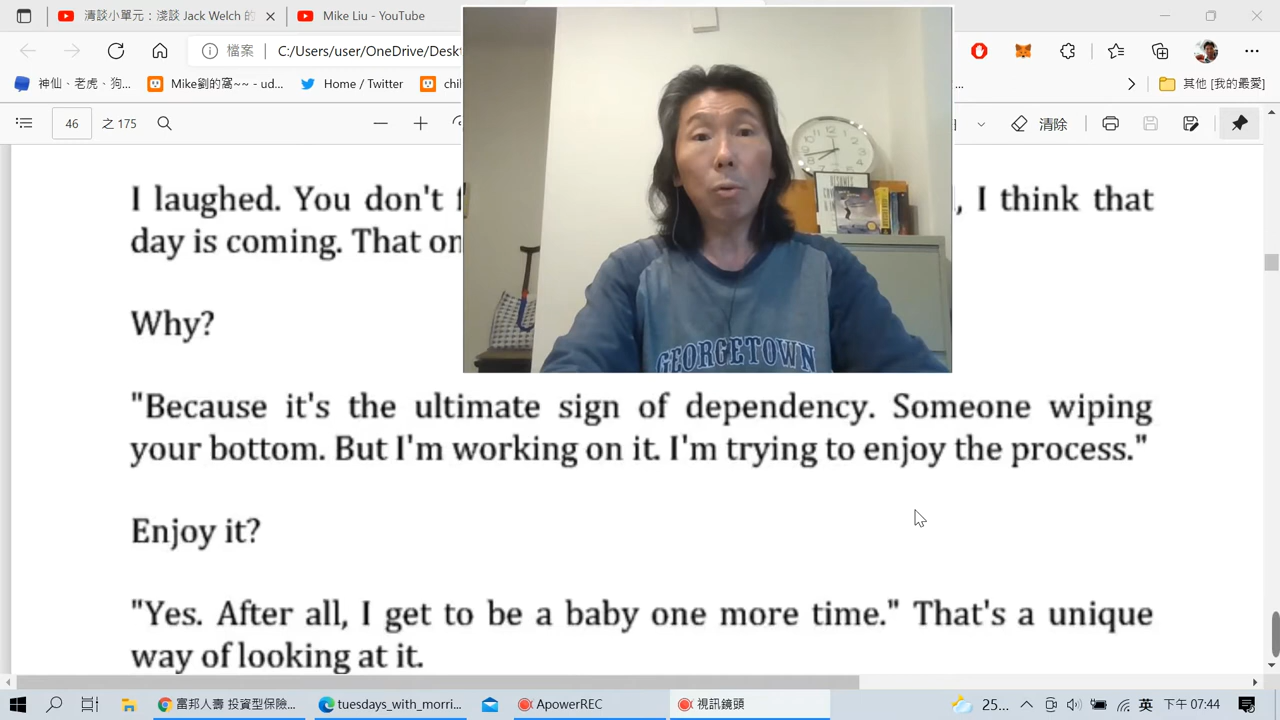 清談小單元：淺談 Jack Welch 的
Mike Liu - YouTube
檔案
C:/Users/user/OneDrive/Deskt
神仙、老虎、狗...
Mike劉的窩~~ - ud...
Home / Twitter
chil
其他 [我的最愛]
46 之 175
清除
I laughed. You don't f
, I think that
day is coming. That on
Why?
"Because it's the ultimate sign of dependency. Someone wiping
your bottom. But I'm working on it. I'm trying to enjoy the process."
Enjoy it?
"Yes. After all, I get to be a baby one more time." That's a unique
way of looking at it.
GEORGETOWN
富邦人壽 投資型保險...
tuesdays_with_morri...
ApowerREC
視訊鏡頭
25...
英
下午 07:44